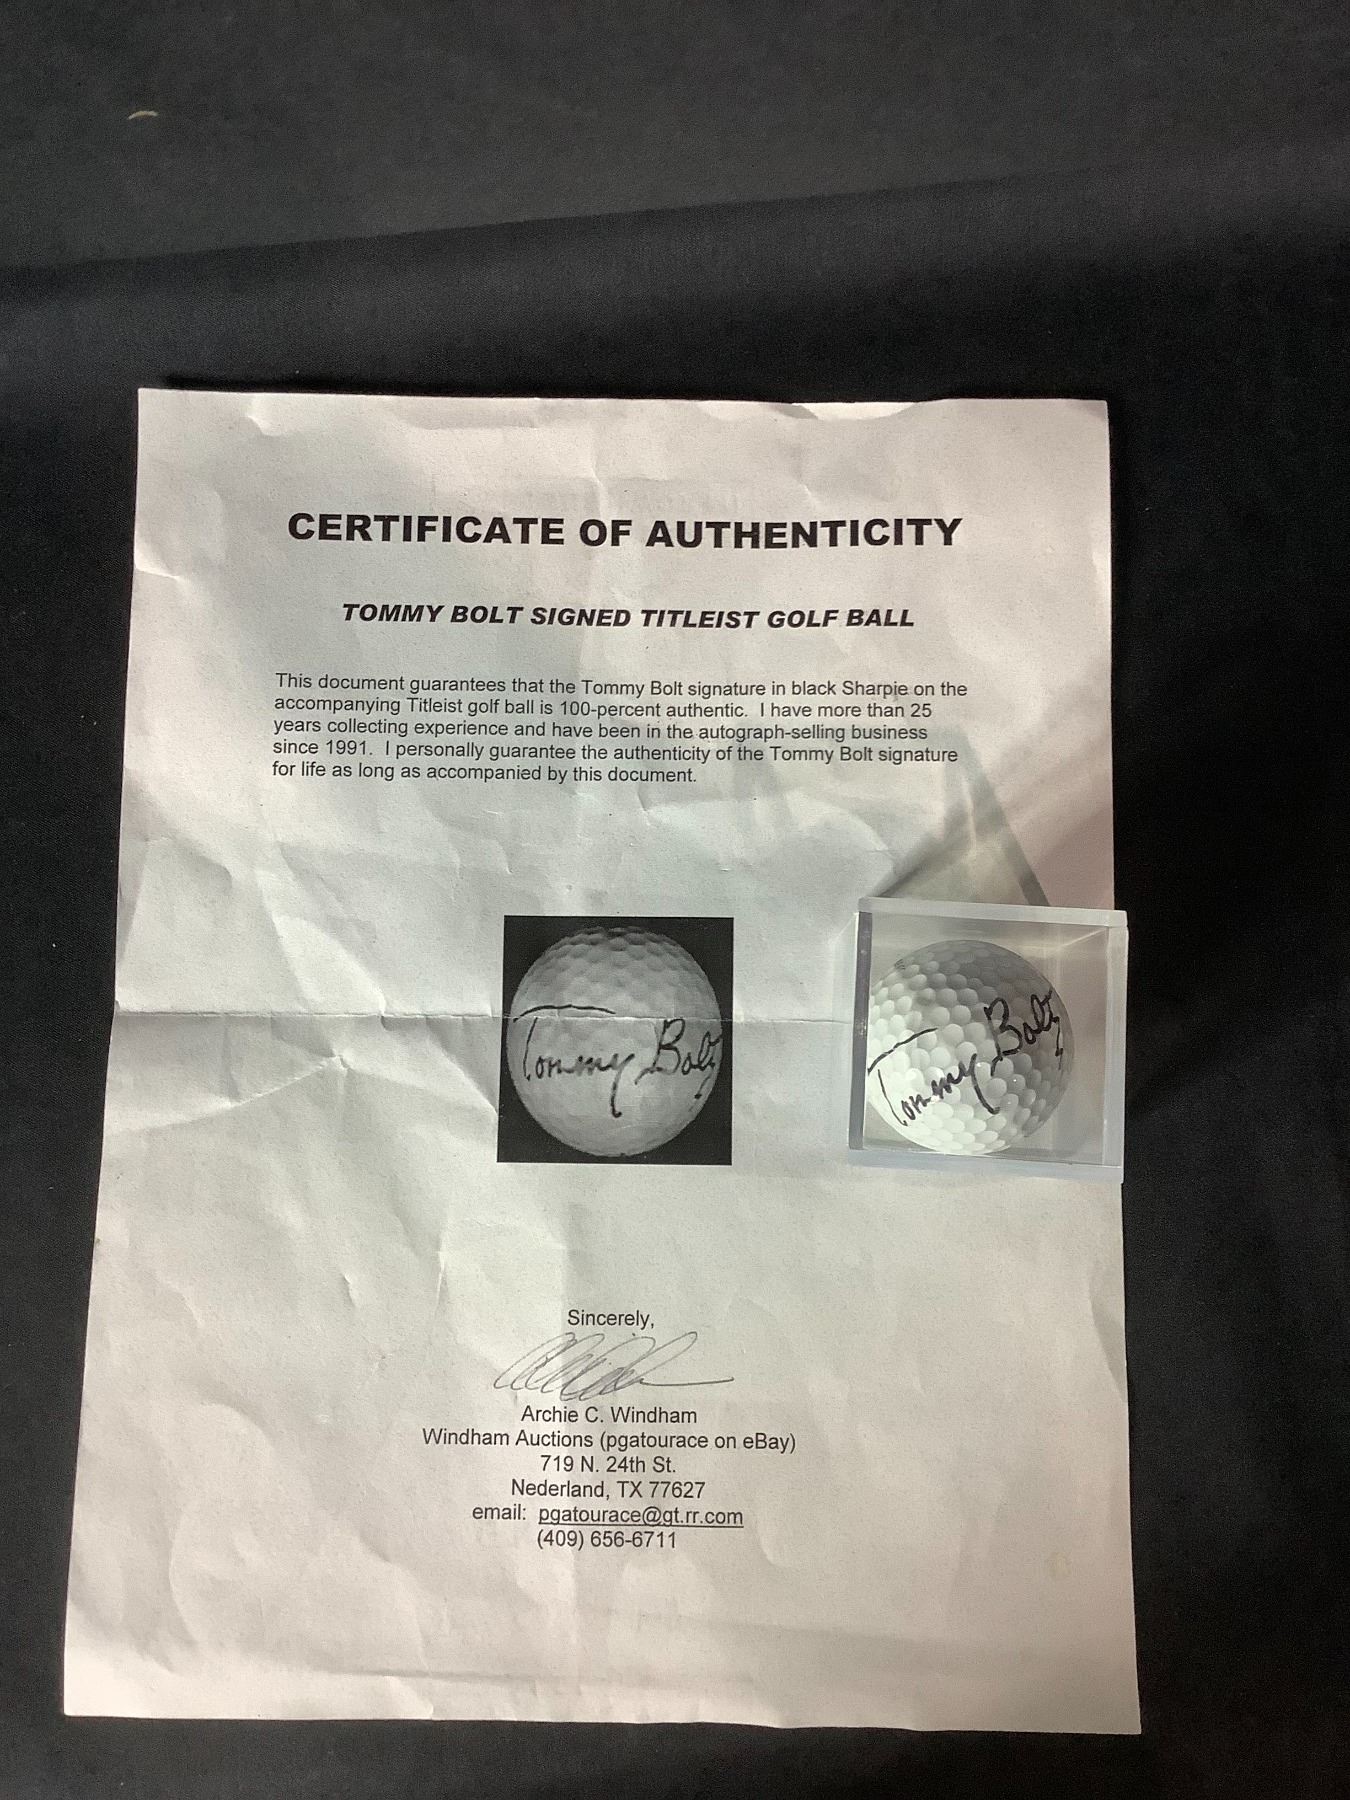 CERTIFICATE OF AUTHENTICITY
TOMMY BOLT SIGNED TITLEIST GOLF BALL
This document guarantees that the Tommy Bolt signature in black Sharpie on the
accompanying Titleist golf ball is 100-percent authentic. I have more than 25
years collecting experience and have been in the autograph-selling business
since 1991. I personally guarantee the authenticity of the Tommy Bolt signature
for life as long as accompanied by this document.
Tommy Bolt
Tommy Bolt
Sincerely,
Archie C. Windham
Windham Auctions (pgatourace on eBay)
719 N. 24th St.
Nederland, TX 77627
email: pgatourace@gt.rr.com
(409) 656-6711